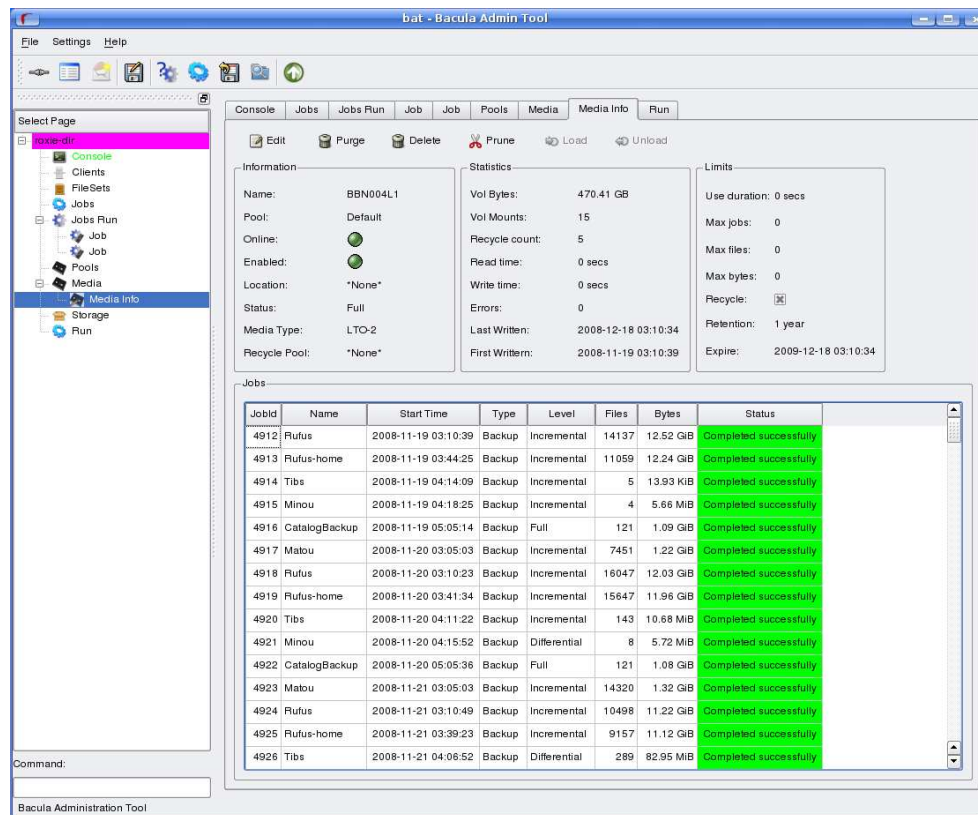 bat - Bacula Admin Tool
File Settings Help
Select Page
roxie-dir
Console
Clients
FileSets
Jobs
Jobs Run
Job
Job
Pools
Media
Media Info
Storage
Run
Command:
Bacula Administration Tool
Console Jobs Jobs Run Job Job Pools Media Media Info Run
Edit Purge Delete Prune Load Unload
Information
Name: BBN004L1
Pool: Default
Online:
Enabled:
Location: *None*
Status: Full
Media Type: LTO-2
Recycle Pool: *None*
Statistics
Vol Bytes: 470.41 GB
Vol Mounts: 15
Recycle count: 5
Read time: 0 secs
Write time: 0 secs
Errors: 0
Last Written: 2008-12-18 03:10:34
First Writtern: 2008-11-19 03:10:39
Limits
Use duration: 0 secs
Max jobs: 0
Max files: 0
Max bytes: 0
Recycle:
Retention: 1 year
Expire: 2009-12-18 03:10:34
Jobs
JobId Name Start Time Type Level Files Bytes Status
4912 Rufus 2008-11-19 03:10:39 Backup Incremental 14137 12.52 GiB Completed successfully
4913 Rufus-home 2008-11-19 03:44:25 Backup Incremental 11059 12.24 GiB Completed successfully
4914 Tibs 2008-11-19 04:14:09 Backup Incremental 5 13.93 KiB Completed successfully
4915 Minou 2008-11-19 04:18:25 Backup Incremental 4 5.66 MiB Completed successfully
4916 CatalogBackup 2008-11-19 05:05:14 Backup Full 121 1.09 GiB Completed successfully
4917 Matou 2008-11-20 03:05:03 Backup Incremental 7451 1.22 GiB Completed successfully
4918 Rufus 2008-11-20 03:10:23 Backup Incremental 16047 12.03 GiB Completed successfully
4919 Rufus-home 2008-11-20 03:41:34 Backup Incremental 15647 11.96 GiB Completed successfully
4920 Tibs 2008-11-20 04:11:22 Backup Incremental 143 10.68 MiB Completed successfully
4921 Minou 2008-11-20 04:15:52 Backup Differential 8 5.72 MiB Completed successfully
4922 CatalogBackup 2008-11-20 05:05:36 Backup Full 121 1.08 GiB Completed successfully
4923 Matou 2008-11-21 03:05:03 Backup Incremental 14320 1.32 GiB Completed successfully
4924 Rufus 2008-11-21 03:10:49 Backup Incremental 10498 11.22 GiB Completed successfully
4925 Rufus-home 2008-11-21 03:39:23 Backup Incremental 9157 11.12 GiB Completed successfully
4926 Tibs 2008-11-21 04:06:52 Backup Differential 289 82.95 MiB Completed successfully